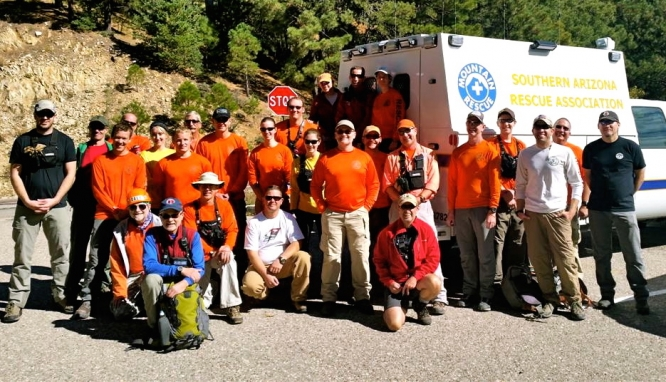 STOP
MOUNTAIN
RESCUE
SOUTHERN ARIZONA
RESCUE ASSOCIATION